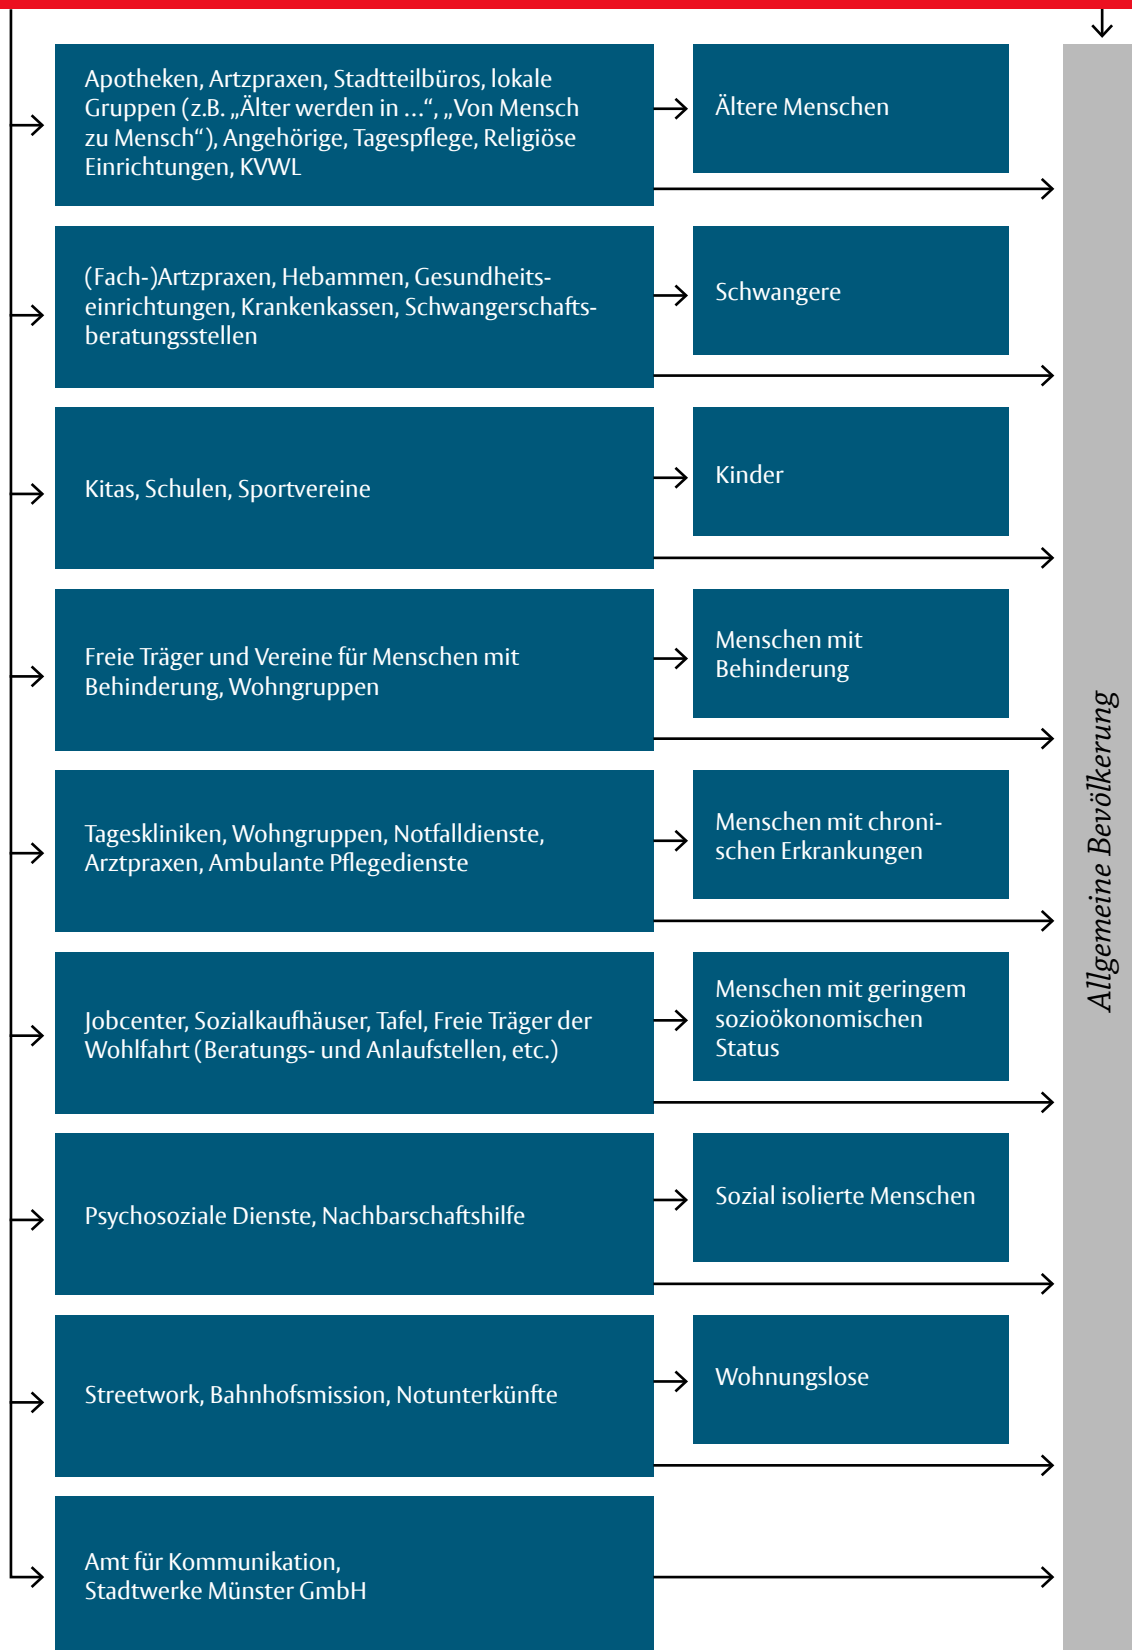 Apotheken, Artzpraxen, Stadtteilbüros, lokale
Gruppen (z.B. „Älter werden in …“, „Von Mensch
zu Mensch“), Angehörige, Tagespflege, Religiöse
Einrichtungen, KVWL
Ältere Menschen
(Fach-)Artzpraxen, Hebammen, Gesundheits-
einrichtungen, Krankenkassen, Schwangerschafts-
beratungsstellen
Schwangere
Kitas, Schulen, Sportvereine
Kinder
Freie Träger und Vereine für Menschen mit
Behinderung, Wohngruppen
Menschen mit
Behinderung
Tageskliniken, Wohngruppen, Notfalldienste,
Arztpraxen, Ambulante Pflegedienste
Menschen mit chroni-
schen Erkrankungen
Jobcenter, Sozialkaufhäuser, Tafel, Freie Träger der
Wohlfahrt (Beratungs- und Anlaufstellen, etc.)
Menschen mit geringem
sozioökonomischen
Status
Psychosoziale Dienste, Nachbarschaftshilfe
Sozial isolierte Menschen
Streetwork, Bahnhofsmission, Notunterkünfte
Wohnungslose
Amt für Kommunikation,
Stadtwerke Münster GmbH
Allgemeine Bevölkerung